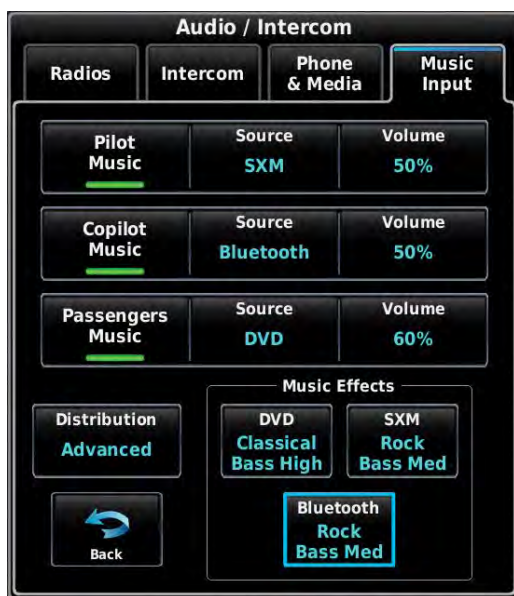 Audio / Intercom
Radios
Intercom
Phone
& Media
Music
Input
Pilot
Music
Source
SXM
Volume
50%
Copilot
Music
Source
Bluetooth
Volume
50%
Passengers
Music
Source
DVD
Volume
60%
Music Effects
Distribution
Advanced
DVD
Classical
Bass High
SXM
Rock
Bass Med
Back
Bluetooth
Rock
Bass Med